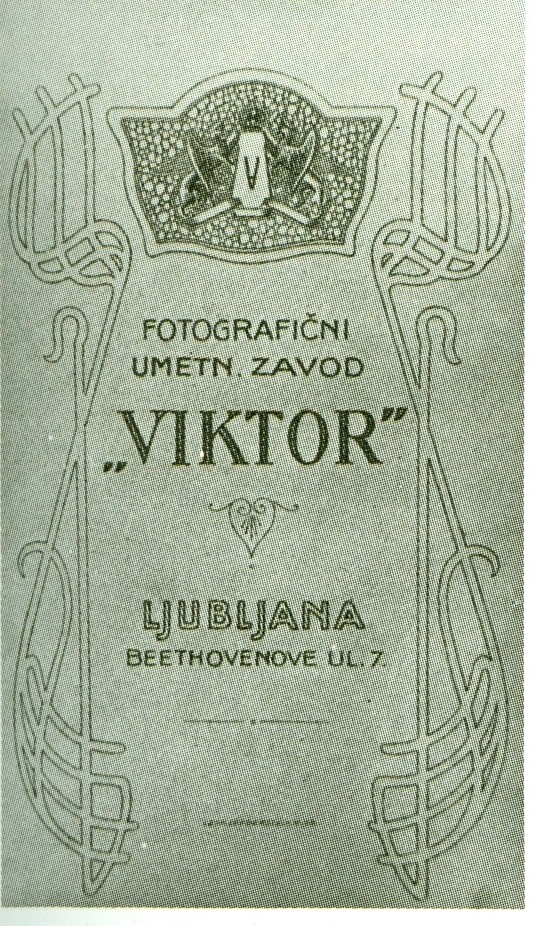 V
FOTOGRAFIČNI
UMETN. ZAVOD
„VIKTOR”
LJUBLJANA
BEETHOVENOVE UL. 7.